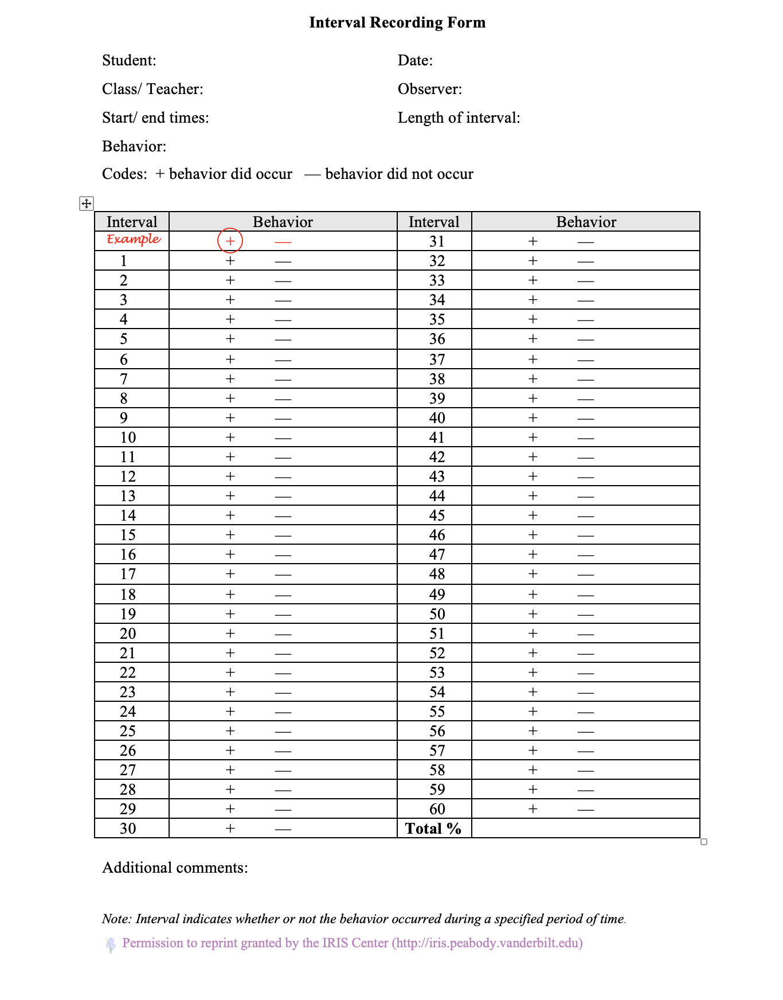 Interval Recording Form
Student: Date:
Class/ Teacher: Observer:
Start/ end times: Length of interval:
Behavior:
Codes: + behavior did occur — behavior did not occur
Interval Behavior Interval Behavior
Example + — 31 + —
1 + — 32 + —
2 + — 33 + —
3 + — 34 + —
4 + — 35 + —
5 + — 36 + —
6 + — 37 + —
7 + — 38 + —
8 + — 39 + —
9 + — 40 + —
10 + — 41 + —
11 + — 42 + —
12 + — 43 + —
13 + — 44 + —
14 + — 45 + —
15 + — 46 + —
16 + — 47 + —
17 + — 48 + —
18 + — 49 + —
19 + — 50 + —
20 + — 51 + —
21 + — 52 + —
22 + — 53 + —
23 + — 54 + —
24 + — 55 + —
25 + — 56 + —
26 + — 57 + —
27 + — 58 + —
28 + — 59 + —
29 + — 60 + —
30 + — Total %
Additional comments:
Note: Interval indicates whether or not the behavior occurred during a specified period of time.
Permission to reprint granted by the IRIS Center (http://iris.peabody.vanderbilt.edu)